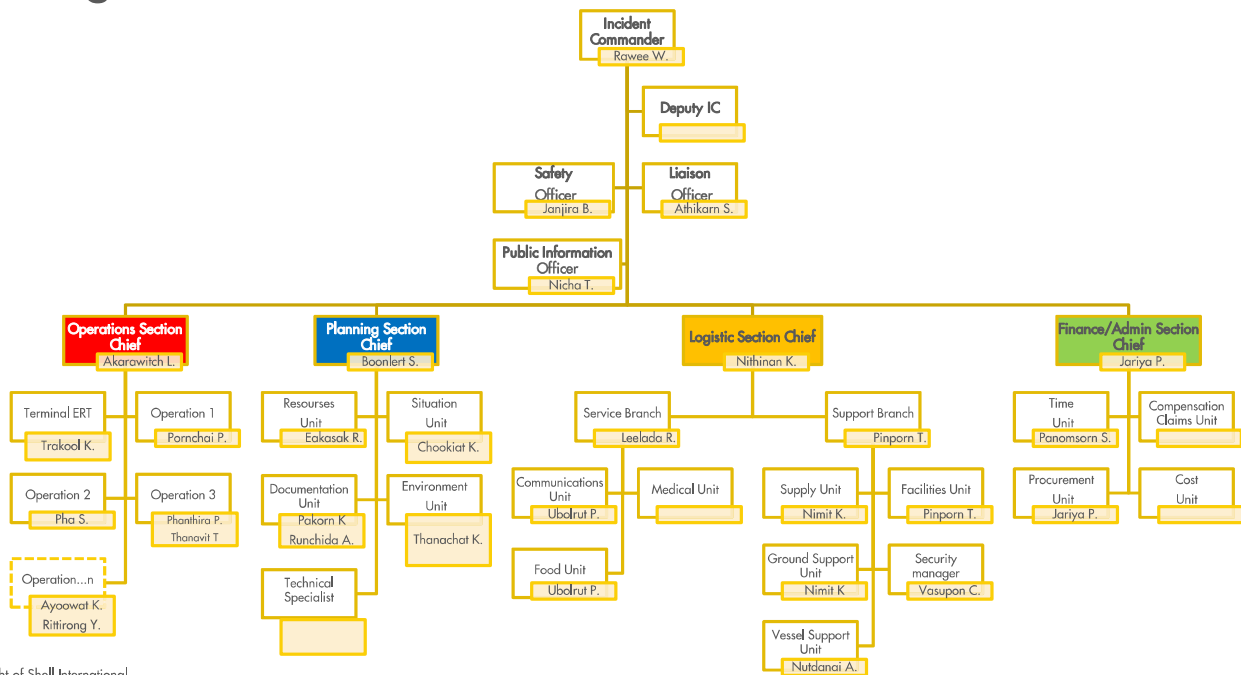 Incident
Commander
Rawee W.
Deputy IC
Safety
Officer
Janjira B.
Liaison
Officer
Athikarn S.
Public Information
Officer
Nicha T.
Operations Section
Chief
Akarawitch L.
Planning Section
Chief
Boonlert S.
Logistic Section Chief
Nithinan K.
Finance/Admin Section
Chief
Jariya P.
Terminal ERT
Trakool K.
Operation 1
Pornchai P.
Operation 2
Pha S.
Operation 3
Phanthira P.
Thanavit T
Operation...n
Ayoowat K.
Rittirong Y.
Resourses
Unit
Eakasak R.
Situation
Unit
Chookiat K.
Documentation
Unit
Pakorn K
Runchida A.
Environment
Unit
Thanachat K.
Technical
Specialist
Service Branch
Leelada R.
Support Branch
Pinporn T.
Communications
Unit
Ubolrut P.
Medical Unit
Food Unit
Ubolrut P.
Supply Unit
Nimit K.
Facilities Unit
Pinporn T.
Ground Support
Unit
Nimit K
Security
manager
Vasupon C.
Vessel Support
Unit
Nutdanai A.
Time
Unit
Panomsorn S.
Compensation
Claims Unit
Procurement
Unit
Jariya P.
Cost
Unit
of Shell International